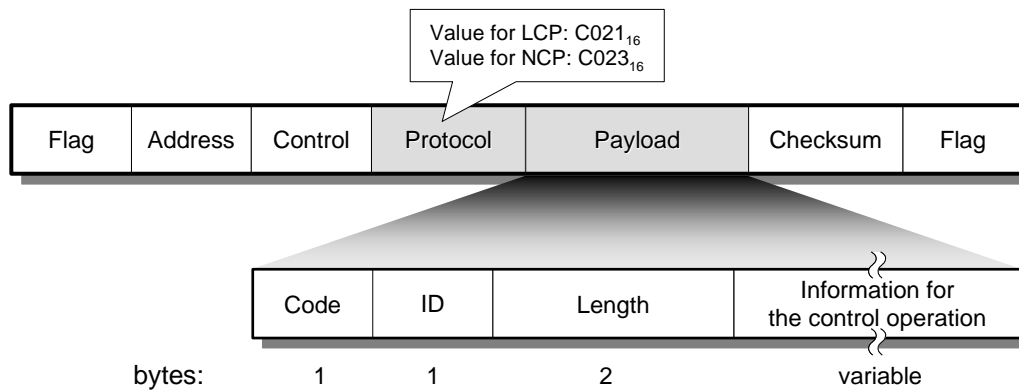 Value for LCP: C021₁₆
Value for NCP: C023₁₆
Flag Address Control Protocol Payload Checksum Flag
Code ID Length Information for
the control operation
bytes: 1 1 2 variable